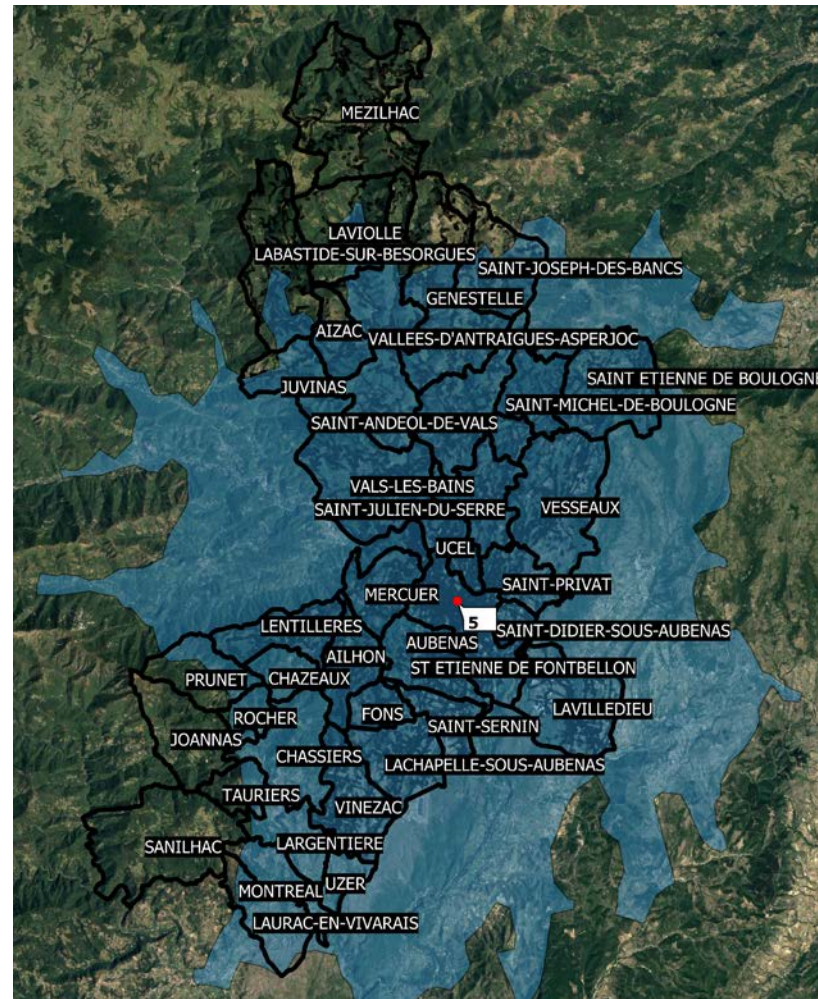 MEZILHAC
LAVIOLLE
LABASTIDE-SUR-BESORGUES
SAINT-JOSEPH-DES-BANCS
GENESTELLE
AIZAC
VALLEES-D'ANTRAIGUES-ASPERJOC
SAINT ETIENNE DE BOULOGNE
JUVINAS
SAINT-MICHEL-DE-BOULOGNE
SAINT-ANDEOL-DE-VALS
VALS-LES-BAINS
VESSEAUX
SAINT-JULIEN-DU-SERRE
UCEL
SAINT-PRIVAT
MERCUER
5
LENTILLERES
SAINT-DIDIER-SOUS-AUBENAS
AUBENAS
AILHON
ST ETIENNE DE FONTBELLON
PRUNET
CHAZEAUX
LAVILLEDIEU
ROCHER
FONS
SAINT-SERNIN
JOANNAS
CHASSIERS
LACHAPELLE-SOUS-AUBENAS
TAURIERS
VINEZAC
LARGENTIERE
SANILHAC
UZER
MONTREAL
LAURAC-EN-VIVARAIS